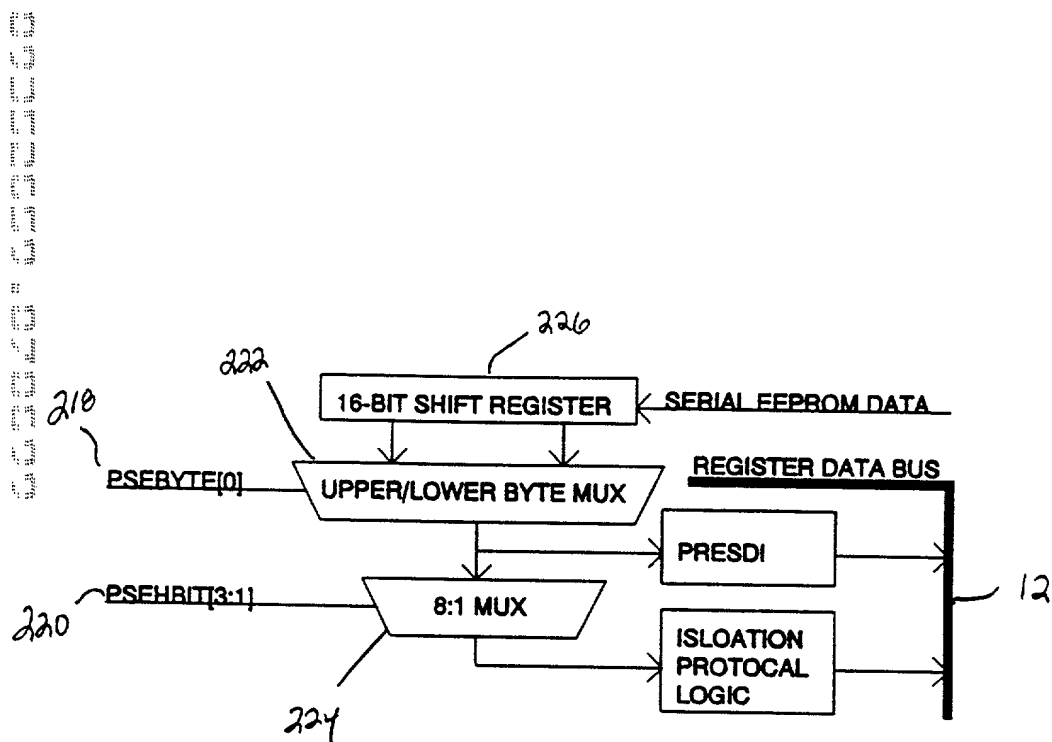 226
222
16-BIT SHIFT REGISTER
SERIAL EEPROM DATA
218
PSEBYTE[0]
UPPER/LOWER BYTE MUX
REGISTER DATA BUS
PRESDI
12
PSEHBIT[3:1]
8:1 MUX
220
ISLOATION
PROTOCAL
LOGIC
224